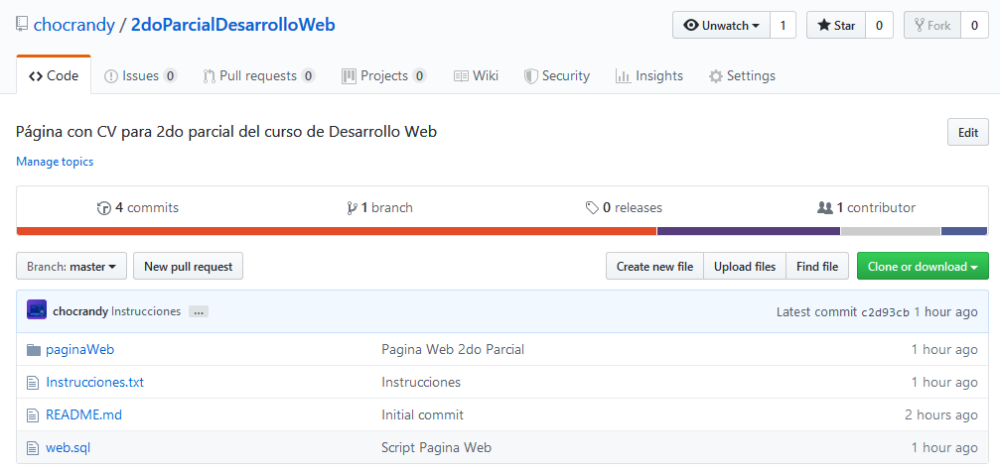 chocrandy / 2doParcialDesarrolloWeb
Unwatch 1 Star 0 Fork 0
Code Issues 0 Pull requests 0 Projects 0 Wiki Security Insights Settings
Página con CV para 2do parcial del curso de Desarrollo Web Edit
Manage topics
4 commits 1 branch 0 releases 1 contributor
Branch: master New pull request Create new file Upload files Find file Clone or download
chocrandy Instrucciones ... Latest commit c2d93cb 1 hour ago
paginaWeb Pagina Web 2do Parcial 1 hour ago
Instrucciones.txt Instrucciones 1 hour ago
README.md Initial commit 2 hours ago
web.sql Script Pagina Web 1 hour ago